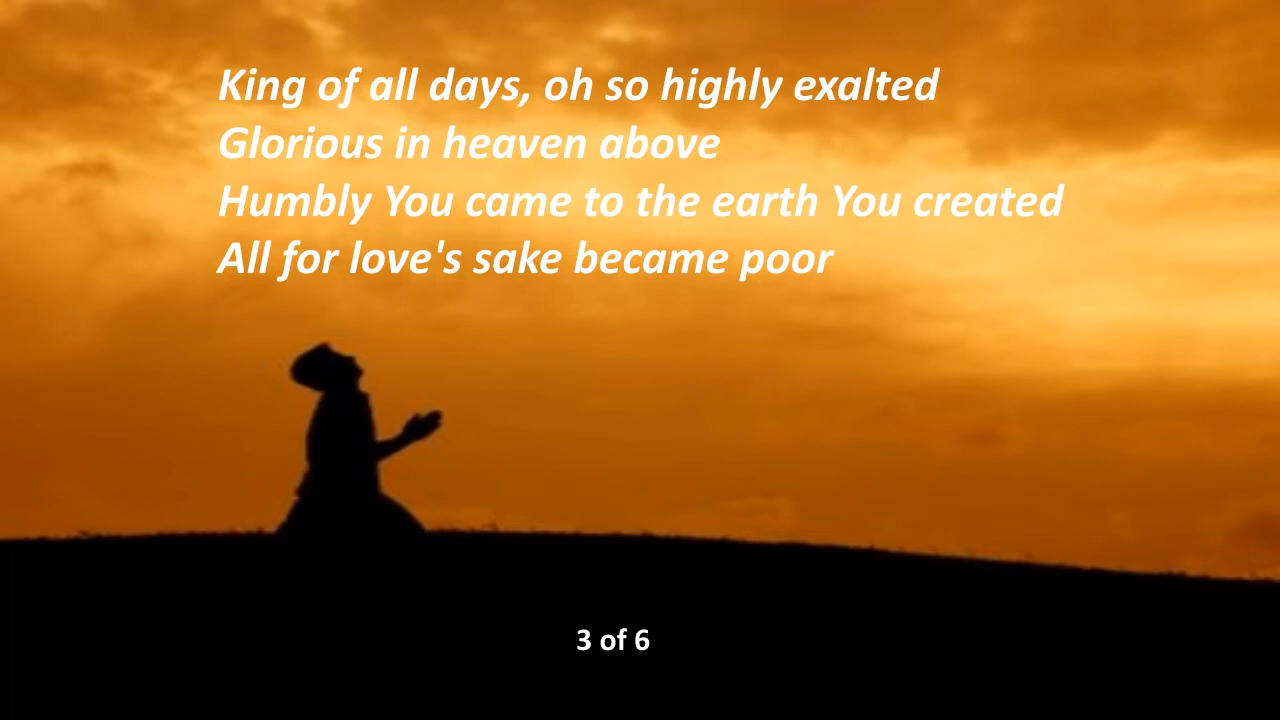 King of all days, oh so highly exalted
Glorious in heaven above
Humbly You came to the earth You created
All for love's sake became poor
3 of 6